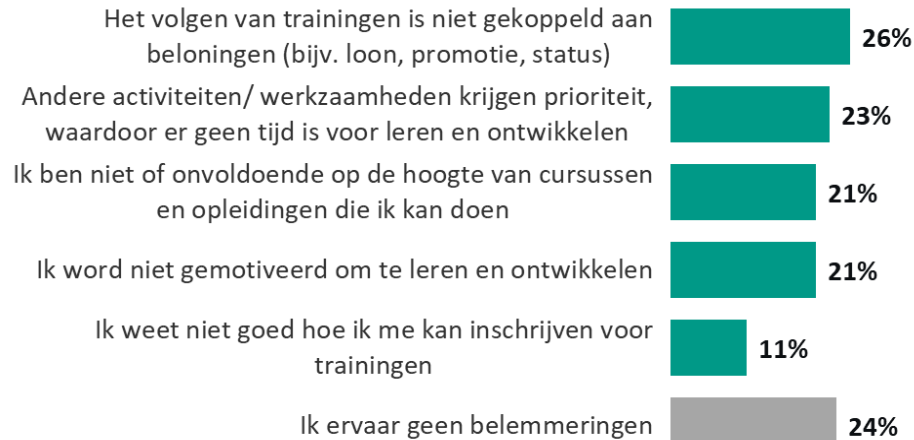 Het volgen van trainingen is niet gekoppeld aan
beloningen (bijv. loon, promotie, status)
26%
Andere activiteiten/ werkzaamheden krijgen prioriteit,
waardoor er geen tijd is voor leren en ontwikkelen
23%
Ik ben niet of onvoldoende op de hoogte van cursussen
en opleidingen die ik kan doen
21%
Ik word niet gemotiveerd om te leren en ontwikkelen
21%
Ik weet niet goed hoe ik me kan inschrijven voor
trainingen
11%
Ik ervaar geen belemmeringen
24%